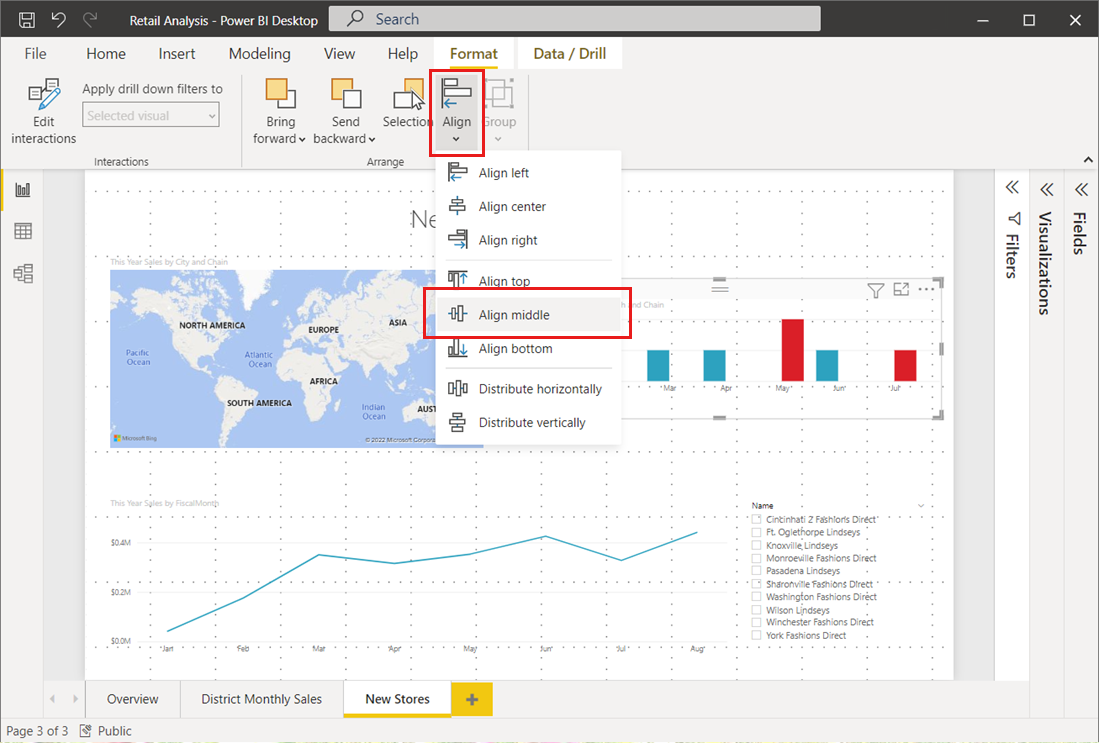 Retail Analysis - Power BI Desktop
Search
File Home Insert Modeling View Help Format Data / Drill
Edit interactions
Apply drill down filters to
Selected visual
Bring forward
Send backward
Selection
Align
Group
Interactions
Arrange
Align left
Align center
Align right
Align top
Align middle
Align bottom
Distribute horizontally
Distribute vertically
Filters
Visualizations
Fields
Ne
This Year Sales by City and Chain
NORTH AMERICA
EUROPE
ASIA
Pacific
Ocean
Atlantic
Ocean
AFRICA
SOUTH AMERICA
Indian
Ocean
AUST
Microsoft Bing
© 2022 Microsoft Corpora
h and Chain
Mar Apr May Jun Jul
This Year Sales by FiscalMonth
$0.4M
$0.2M
$0.0M
Jan Feb Mar Apr May Jun Jul Aug
Name
Cincinnati 2 Fashions Direct
Ft. Oglethorpe Lindseys
Knoxville Lindseys
Monroeville Fashions Direct
Pasadena Lindseys
Sharonville Fashions Direct
Washington Fashions Direct
Wilson Lindseys
Winchester Fashions Direct
York Fashions Direct
Overview District Monthly Sales New Stores
Page 3 of 3 Public